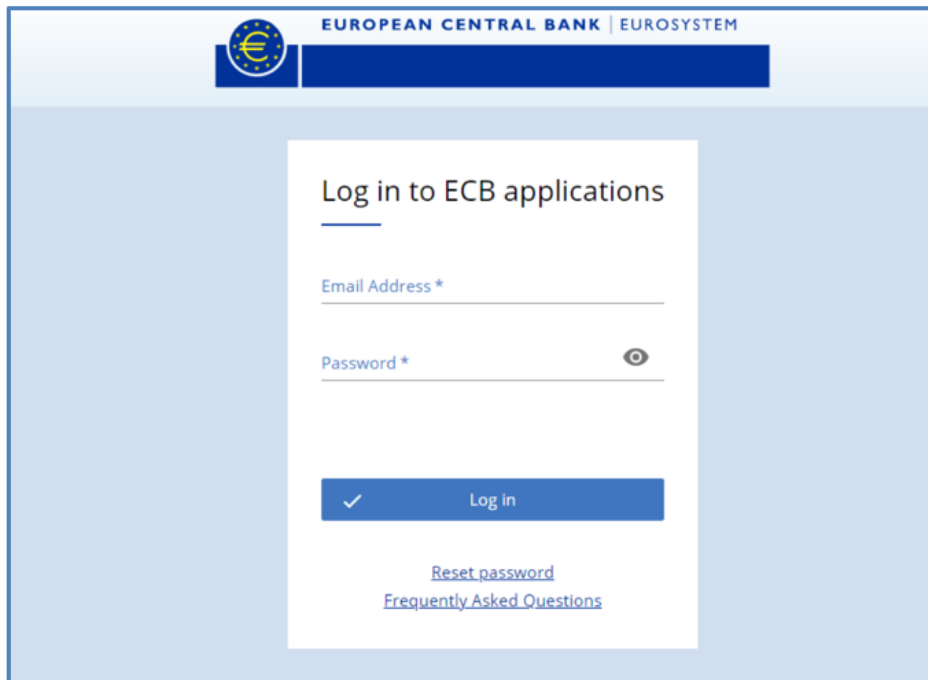 EUROPEAN CENTRAL BANK | EUROSYSTEM
Log in to ECB applications
Email Address *
Password *
Log in
Reset password
Frequently Asked Questions